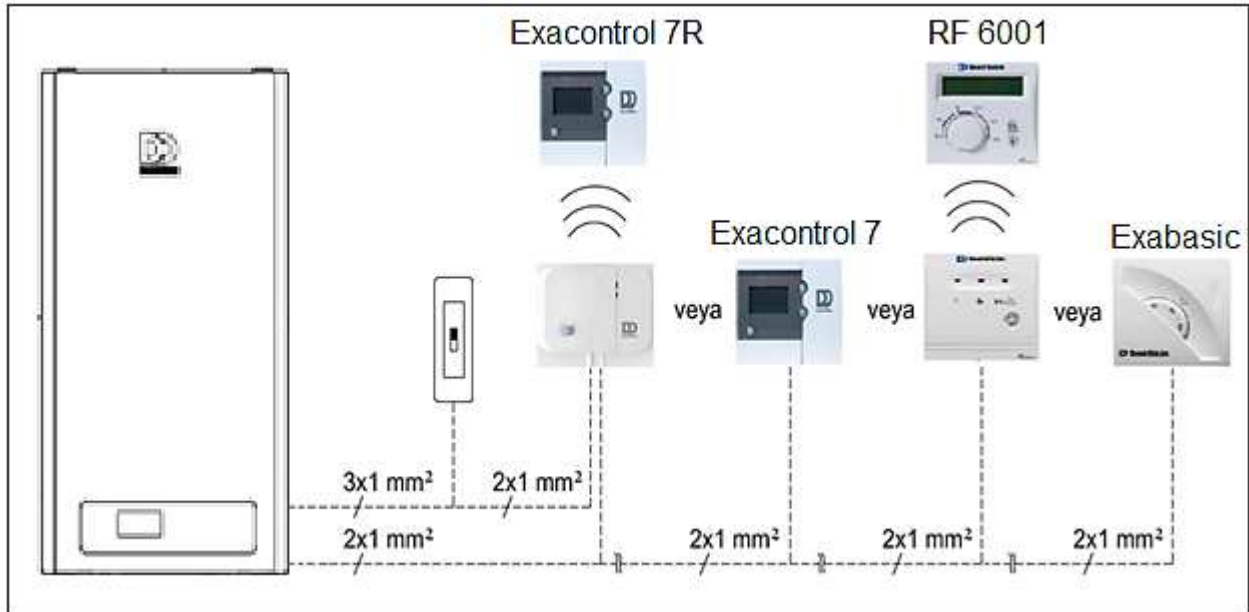 Exacontrol 7R
RF 6001
Exacontrol 7
Exabasic
veya
veya
veya
3x1 mm²
2x1 mm²
2x1 mm²
2x1 mm²
2x1 mm²
2x1 mm²